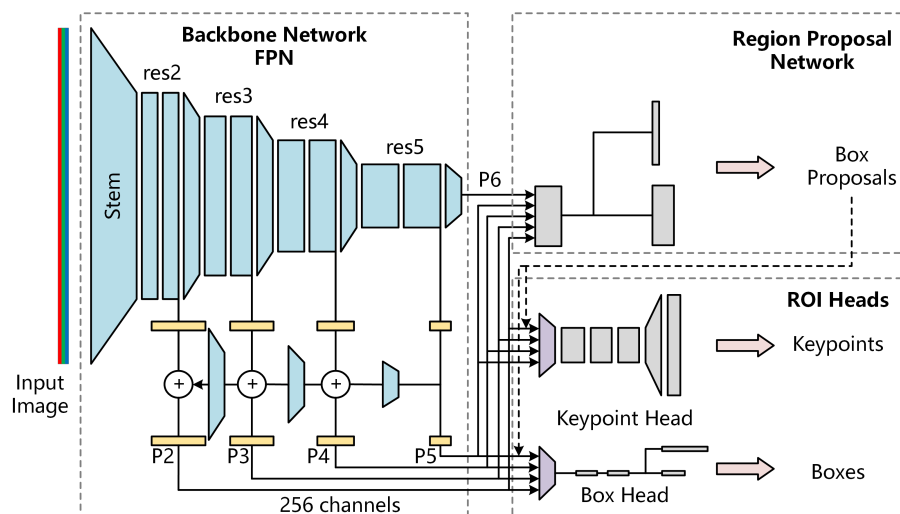 Backbone Network
FPN
Region Proposal
Network
res2
res3
res4
res5
Stem
P6
Box
Proposals
ROI Heads
Keypoints
Input
Image
+
+
+
Keypoint Head
P2
P3
P4
P5
Boxes
Box Head
256 channels